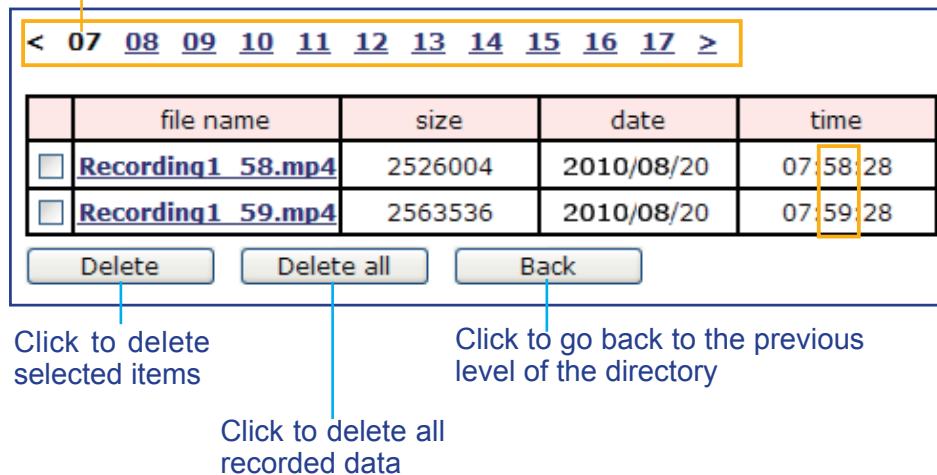 < 07 08 09 10 11 12 13 14 15 16 17 >
file name size date time
Recording1_58.mp4 2526004 2010/08/20 07:58:28
Recording1_59.mp4 2563536 2010/08/20 07:59:28
Delete Delete all Back
Click to delete
selected items
Click to go back to the previous
level of the directory
Click to delete all
recorded data